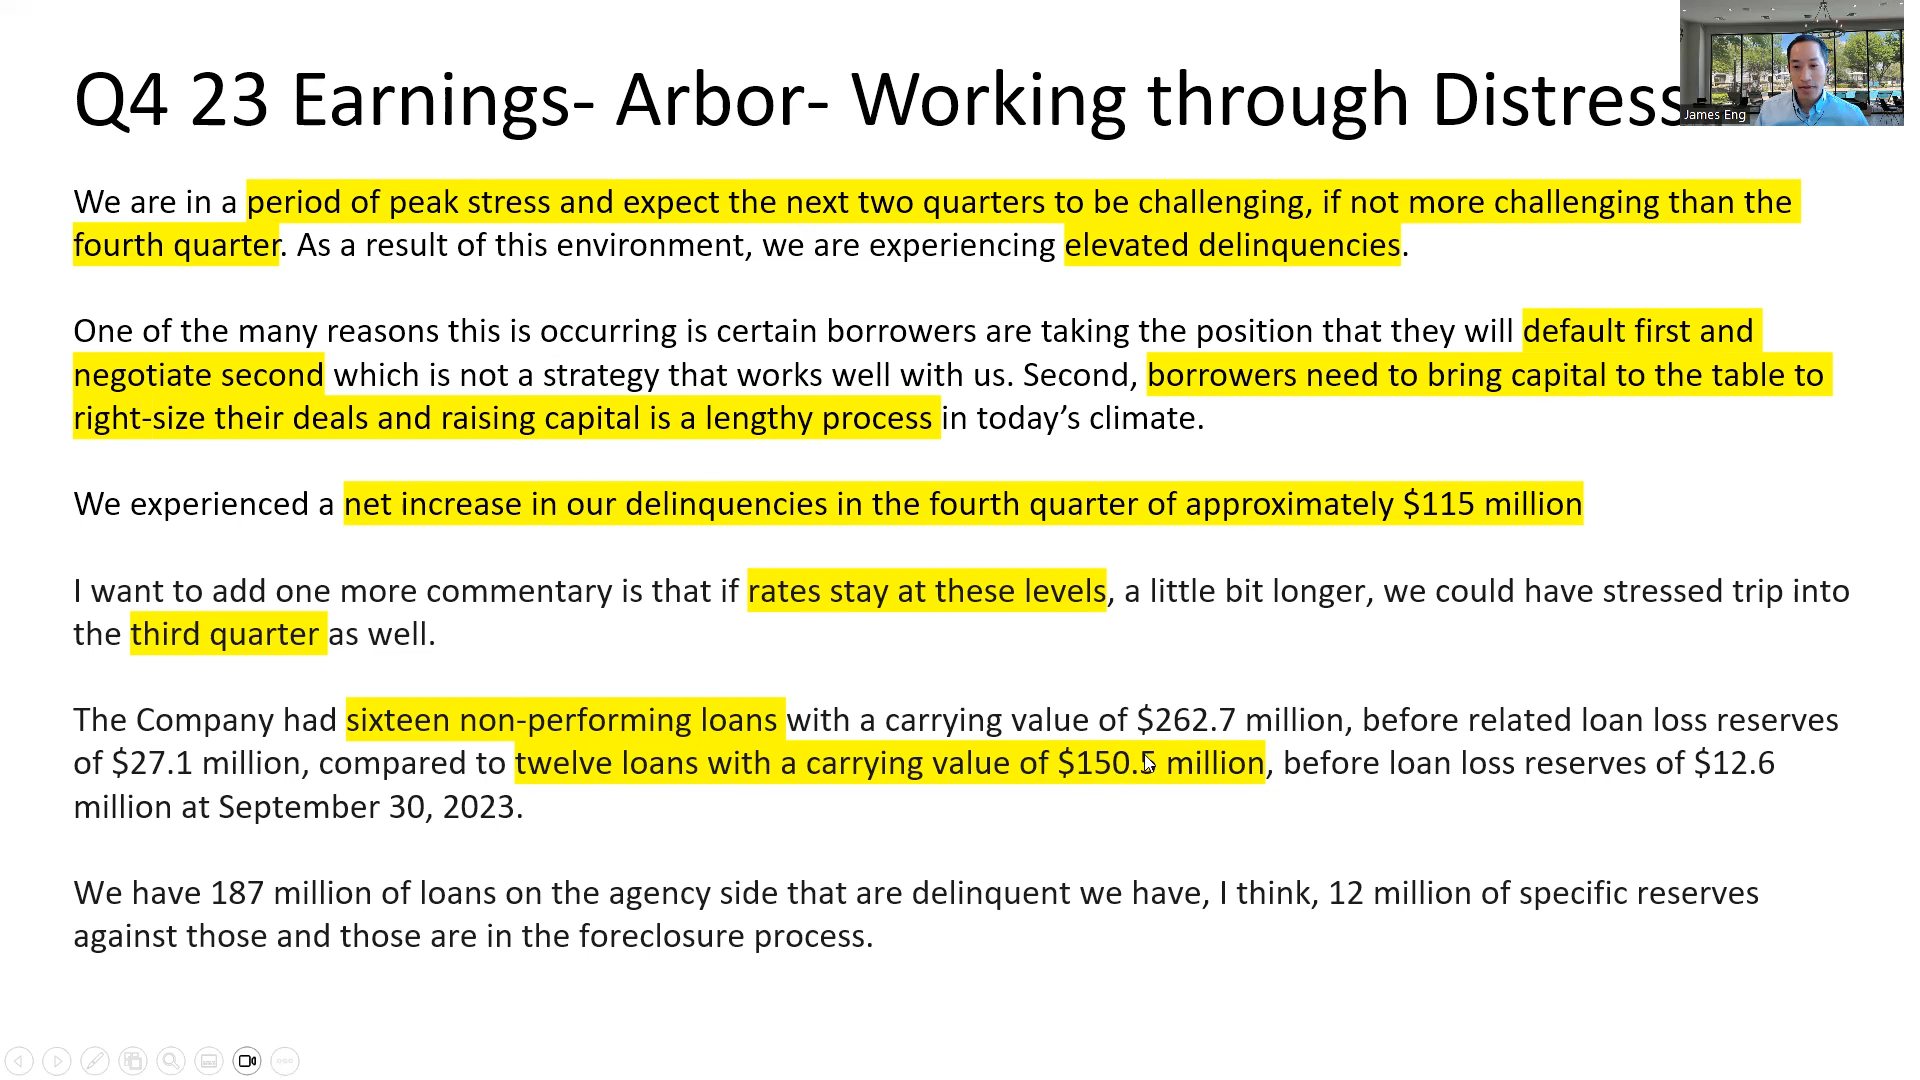 Q4 23 Earnings- Arbor- Working through Distress
James Eng
We are in a period of peak stress and expect the next two quarters to be challenging, if not more challenging than the
fourth quarter. As a result of this environment, we are experiencing elevated delinquencies.
One of the many reasons this is occurring is certain borrowers are taking the position that they will default first and
negotiate second which is not a strategy that works well with us. Second, borrowers need to bring capital to the table to
right-size their deals and raising capital is a lengthy process in today’s climate.
We experienced a net increase in our delinquencies in the fourth quarter of approximately $115 million
I want to add one more commentary is that if rates stay at these levels, a little bit longer, we could have stressed trip into
the third quarter as well.
The Company had sixteen non-performing loans with a carrying value of $262.7 million, before related loan loss reserves
of $27.1 million, compared to twelve loans with a carrying value of $150.5 million, before loan loss reserves of $12.6
million at September 30, 2023.
We have 187 million of loans on the agency side that are delinquent we have, I think, 12 million of specific reserves
against those and those are in the foreclosure process.